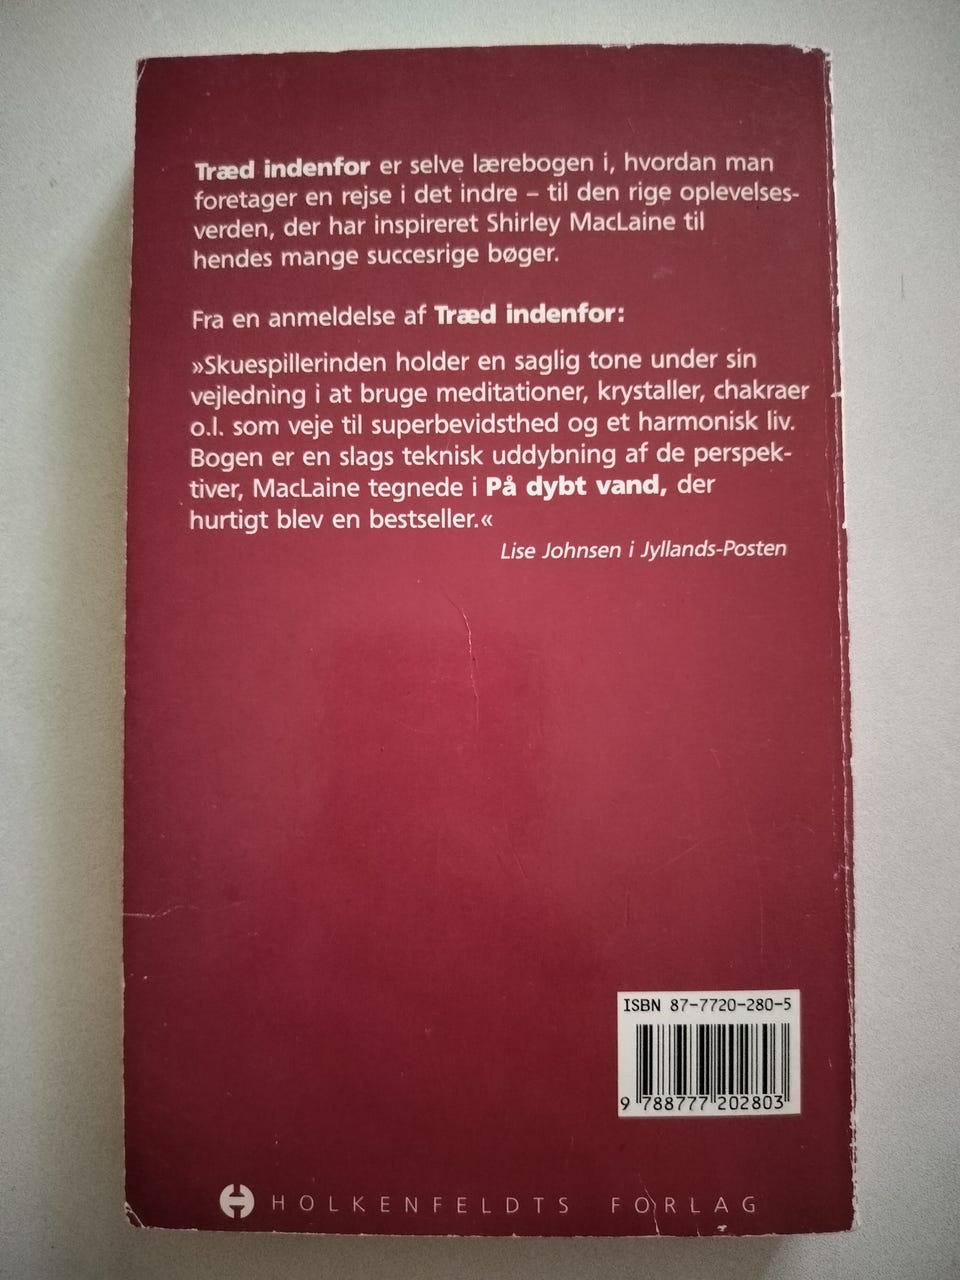 Træd indenfor er selve lærebogen i, hvordan man
foretager en rejse i det indre – til den rige oplevelses-
verden, der har inspireret Shirley MacLaine til
hendes mange succesrige bøger.
Fra en anmeldelse af Træd indenfor:
»Skuespillerinden holder en saglig tone under sin
vejledning i at bruge meditationer, krystaller, chakraer
o.l. som veje til superbevidsthed og et harmonisk liv.
Bogen er en slags teknisk uddybning af de perspek-
tiver, MacLaine tegnede i På dybt vand, der
hurtigt blev en bestseller.«
Lise Johnsen i Jyllands-Posten
ISBN 87-7720-280-5
9 788777 202803
HOLKENFELDTS FORLAG